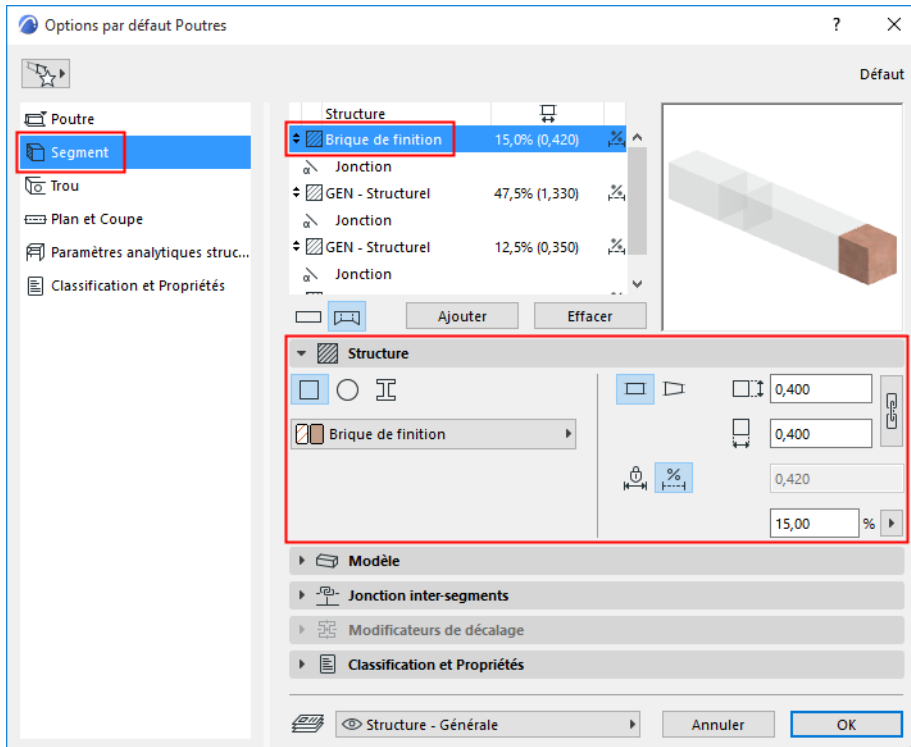 Options par défaut Poutres
?
Défaut
Poutre
Segment
Trou
Plan et Coupe
Paramètres analytiques struc...
Classification et Propriétés
Structure
Brique de finition 15,0% (0,420)
Jonction
GEN - Structurel 47,5% (1,330)
Jonction
GEN - Structurel 12,5% (0,350)
Jonction
Ajouter Effacer
Structure
0,400
Brique de finition 0,400
% 0,420
15,00 %
Modèle
Jonction inter-segments
Modificateurs de décalage
Classification et Propriétés
Structure - Générale Annuler OK